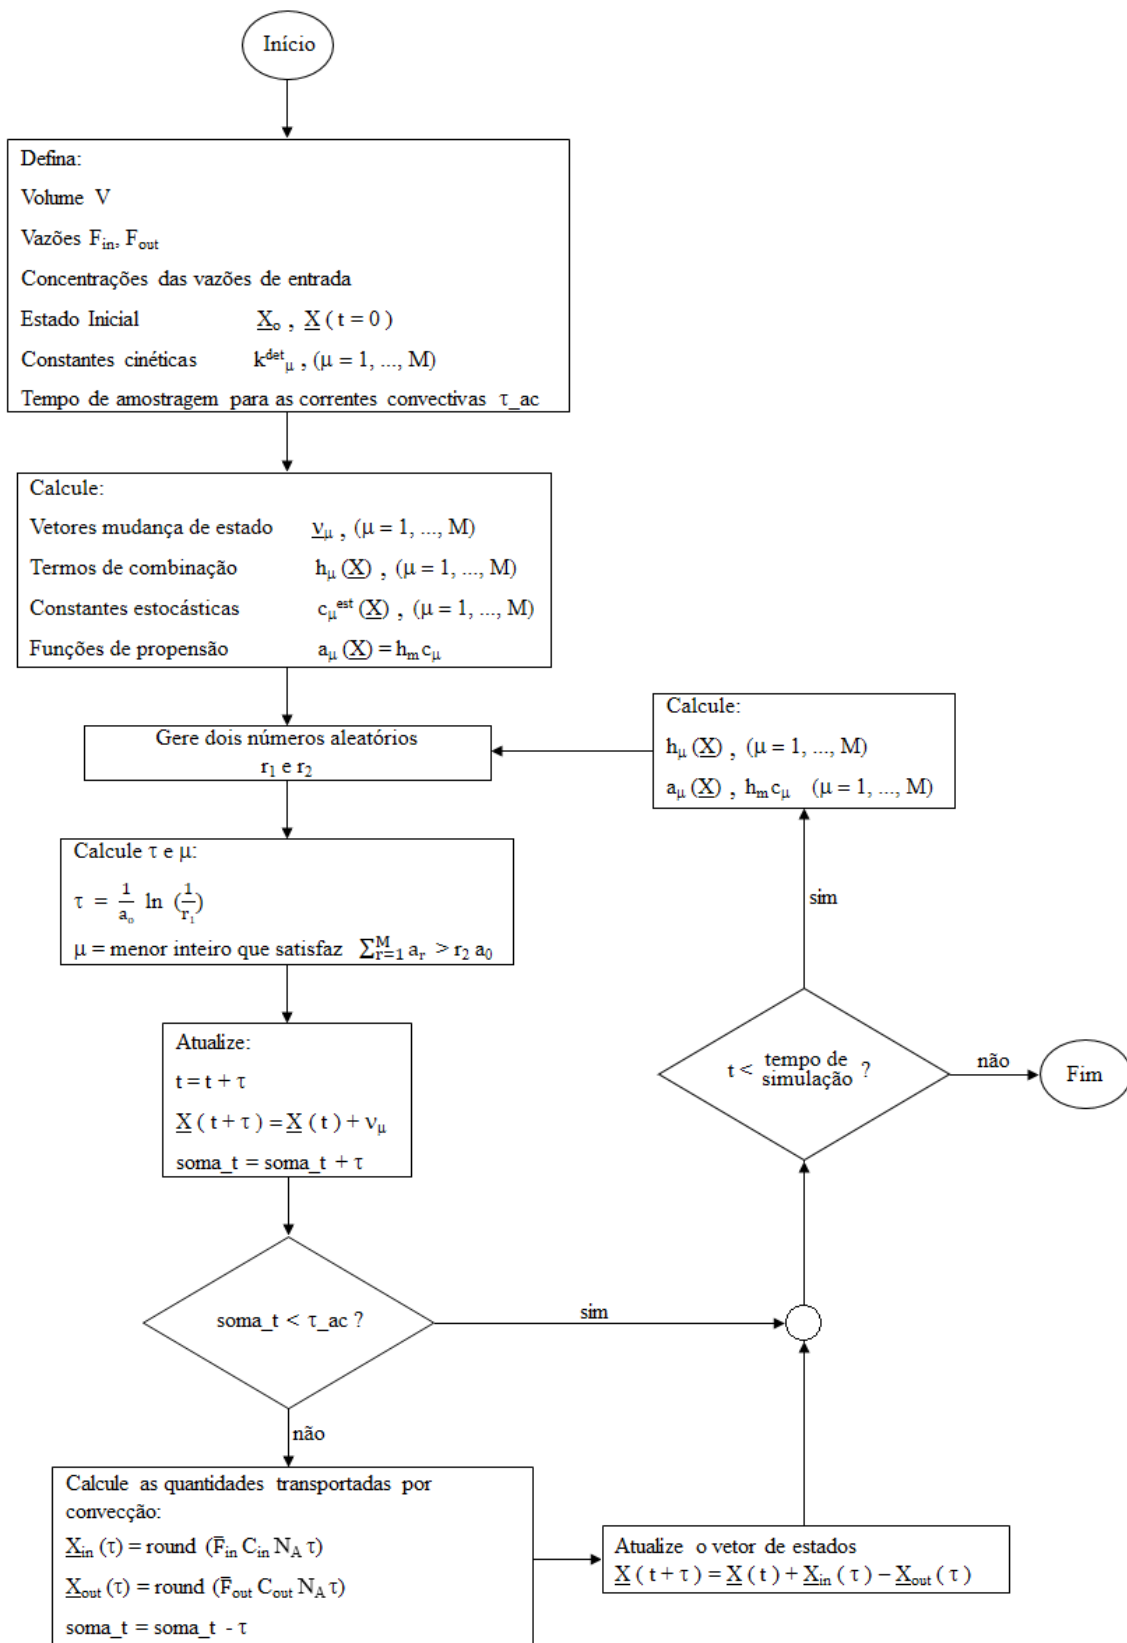 Início
Defina:
Volume V
Vazões F_in, F_out
Concentrações das vazões de entrada
Estado Inicial X_o , X ( t = 0 )
Constantes cinéticas k^det_μ , (μ = 1, ..., M)
Tempo de amostragem para as correntes convectivas τ_ac
Calcule:
Vetores mudança de estado ν_μ , (μ = 1, ..., M)
Termos de combinação h_μ (X) , (μ = 1, ..., M)
Constantes estocásticas c_μ^est (X) , (μ = 1, ..., M)
Funções de propensão a_μ (X) = h_m c_μ
Gere dois números aleatórios
r_1 e r_2
Calcule τ e μ:
τ = 1/a_o ln (1/r_1)
μ = menor inteiro que satisfaz ∑_{r=1}^M a_r > r_2 a_0
Atualize:
t = t + τ
X ( t + τ ) = X ( t ) + ν_μ
soma_t = soma_t + τ
soma_t < τ_ac ?
sim
não
Calcule as quantidades transportadas por
convecção:
X_in (τ) = round (F̅_in C_in N_A τ)
X_out (τ) = round (F̅_out C_out N_A τ)
soma_t = soma_t - τ
Atualize o vetor de estados
X ( t + τ ) = X ( t ) + X_in ( τ ) − X_out ( τ )
t < tempo de simulação ?
não
Fim
sim
Calcule:
h_μ (X) , (μ = 1, ..., M)
a_μ (X) , h_m c_μ (μ = 1, ..., M)